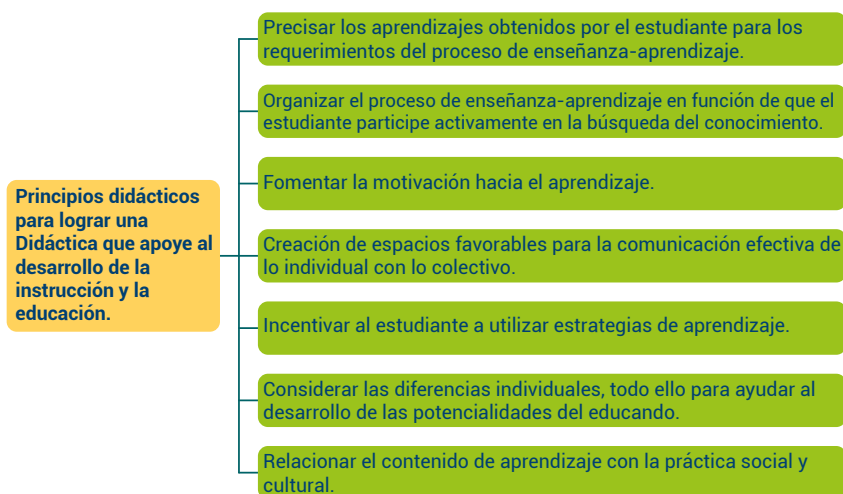 Principios didácticos
para lograr una
Didáctica que apoye al
desarrollo de la
instrucción y la
educación.
Precisar los aprendizajes obtenidos por el estudiante para los
requerimientos del proceso de enseñanza-aprendizaje.
Organizar el proceso de enseñanza-aprendizaje en función de que el
estudiante participe activamente en la búsqueda del conocimiento.
Fomentar la motivación hacia el aprendizaje.
Creación de espacios favorables para la comunicación efectiva de
lo individual con lo colectivo.
Incentivar al estudiante a utilizar estrategias de aprendizaje.
Considerar las diferencias individuales, todo ello para ayudar al
desarrollo de las potencialidades del educando.
Relacionar el contenido de aprendizaje con la práctica social y
cultural.